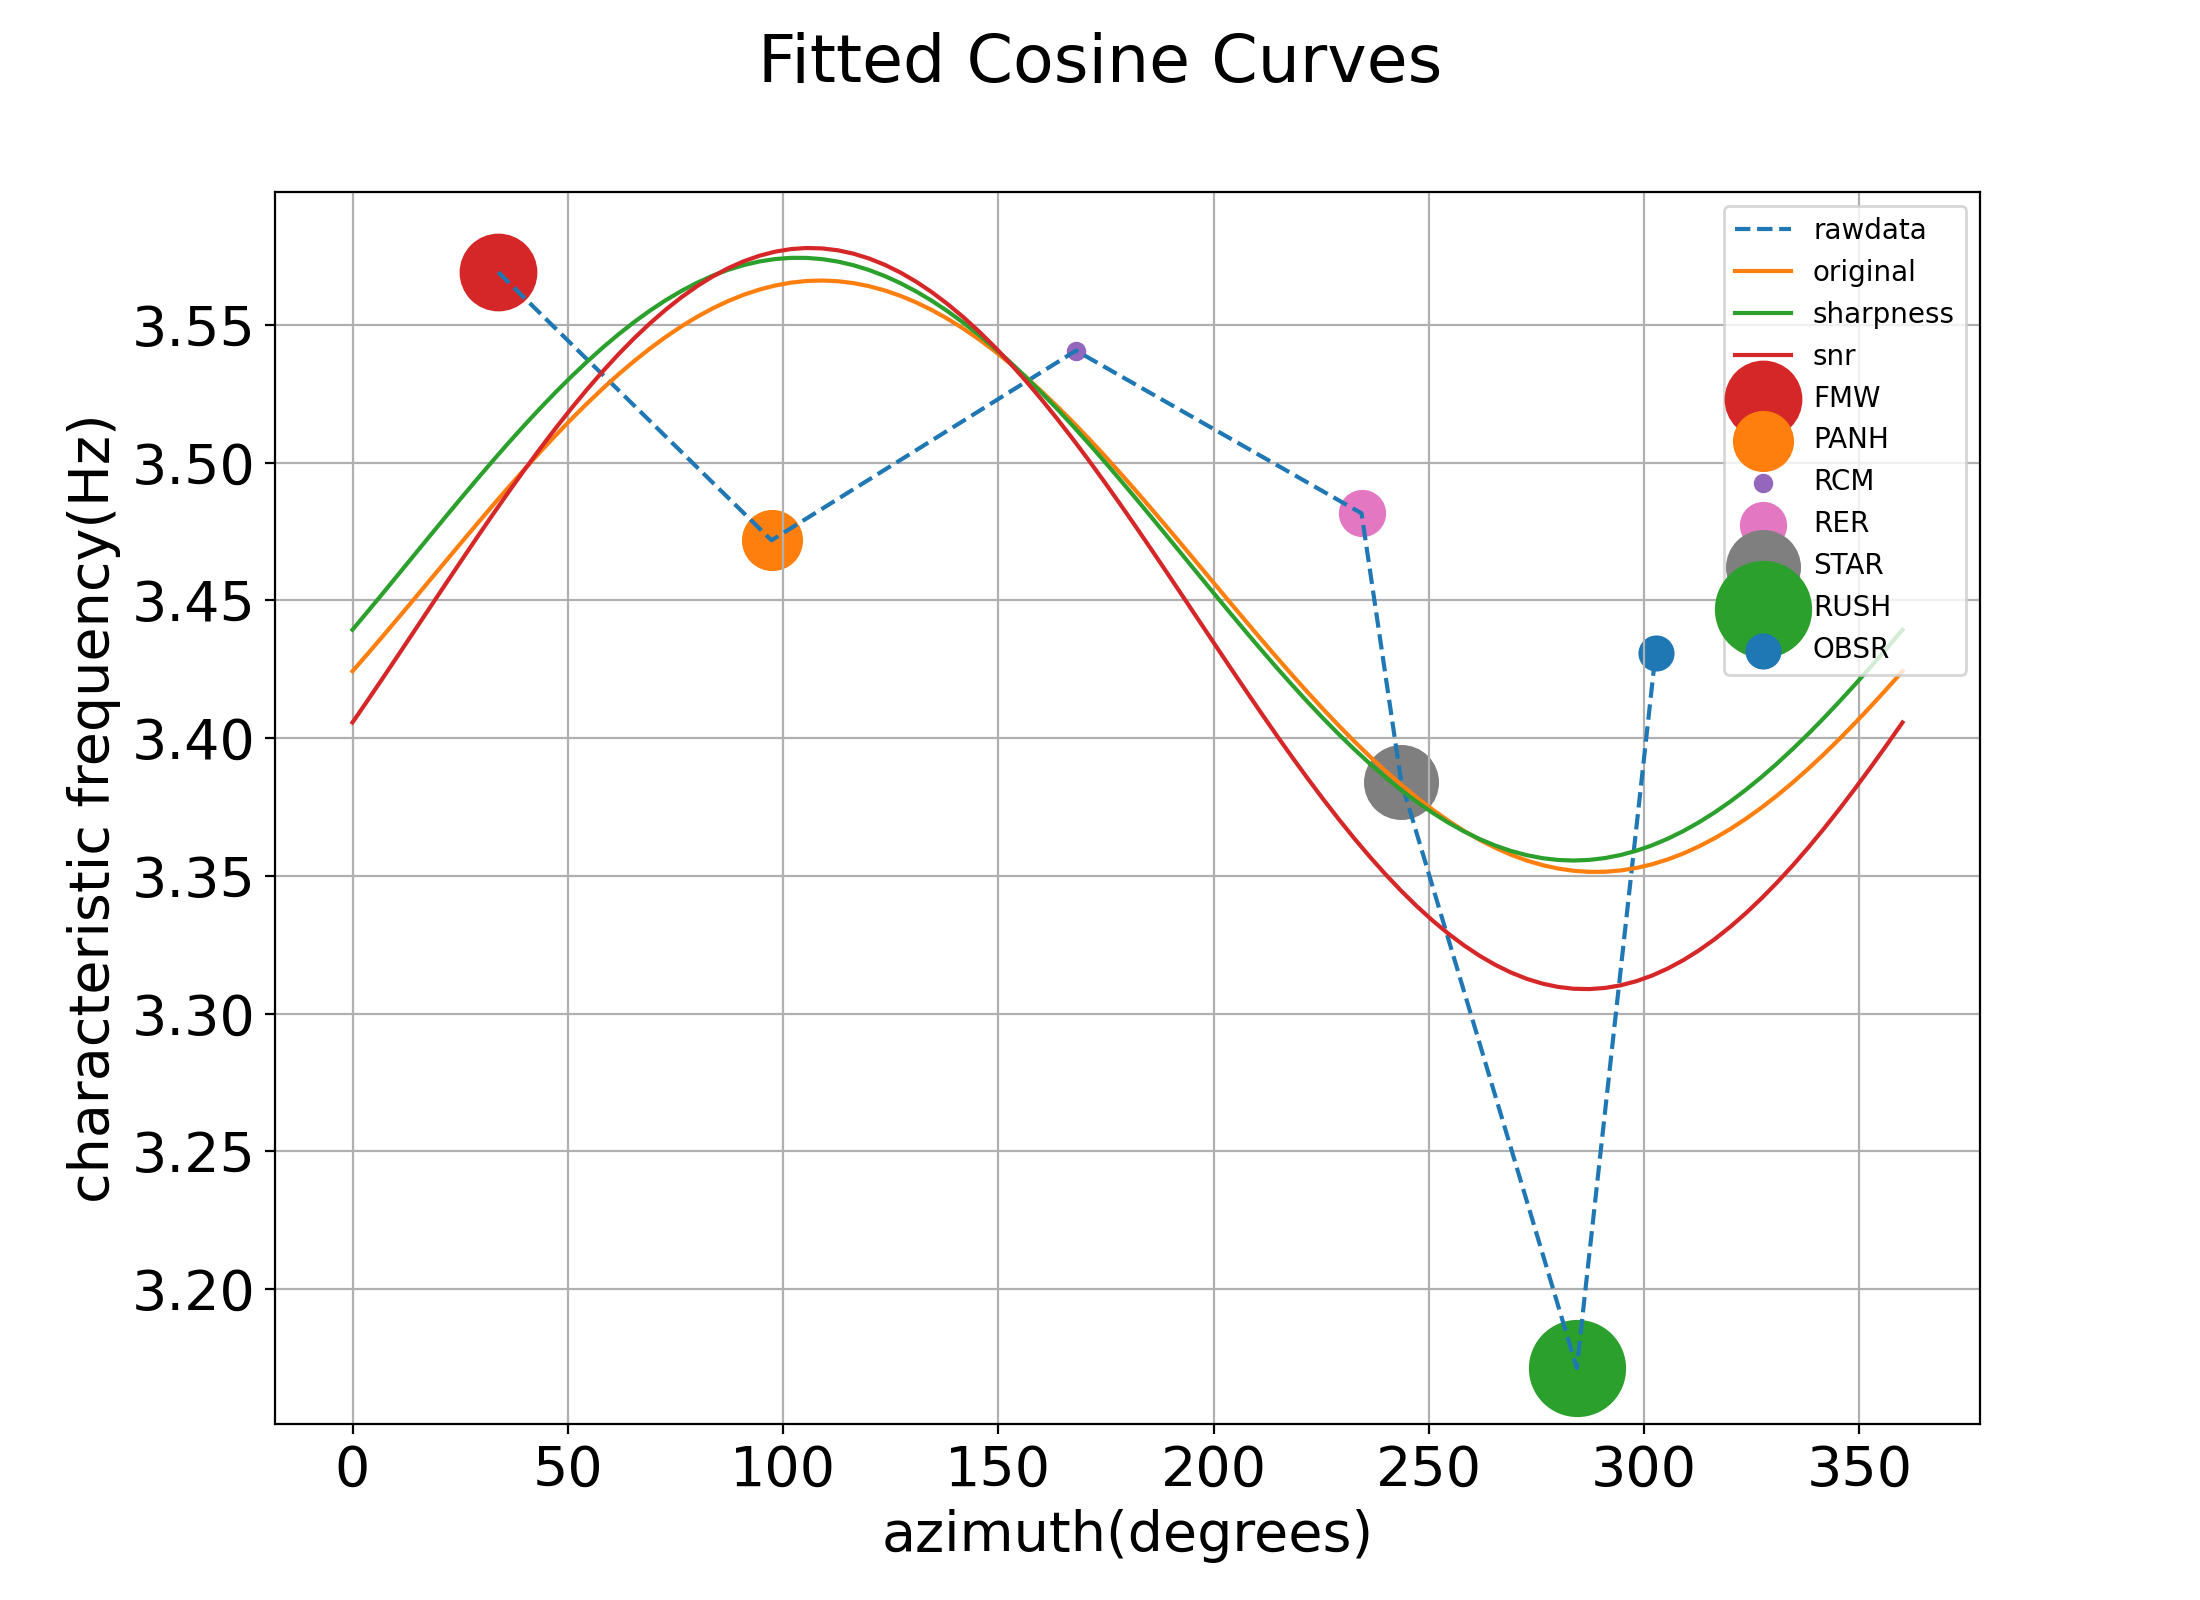 Fitted Cosine Curves
rawdata
original
sharpness
snr
FMW
PANH
RCM
RER
STAR
RUSH
OBSR
characteristic frequency(Hz)
3.55
3.50
3.45
3.40
3.35
3.30
3.25
3.20
0 50 100 150 200 250 300 350
azimuth(degrees)